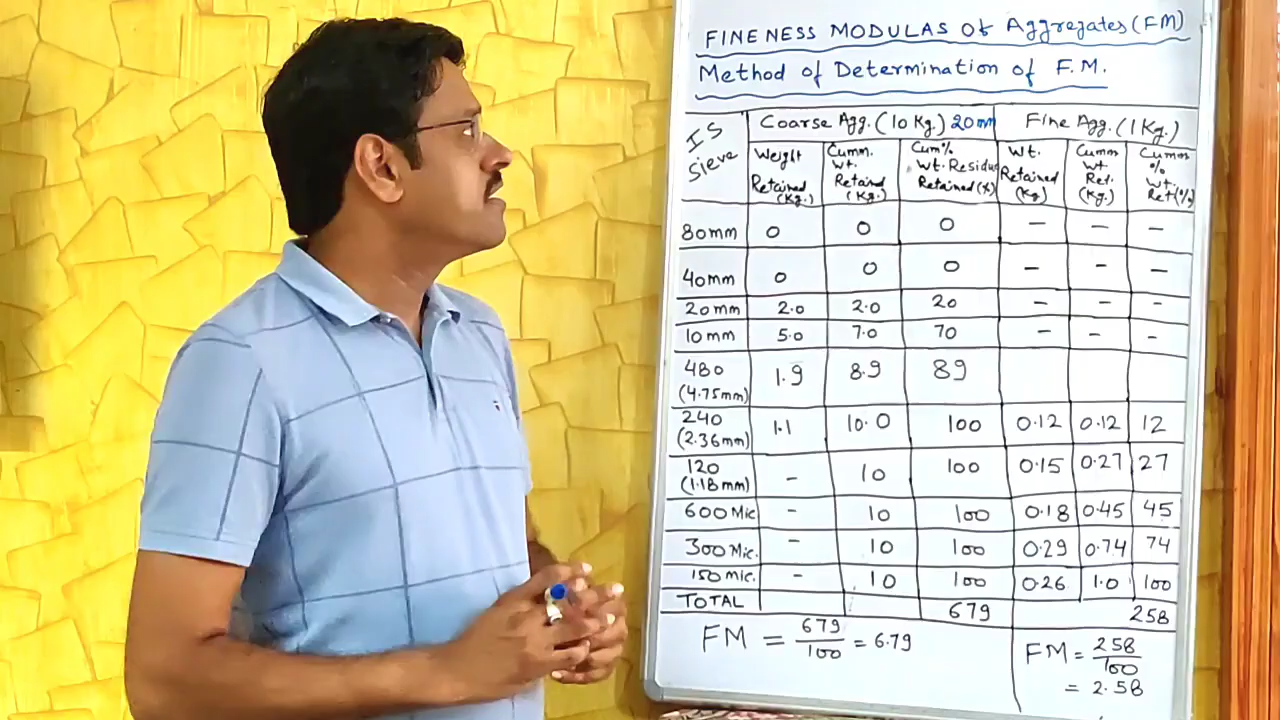 FINENESS MODULAS Of Aggregates (FM)
Method of Determination of F.M.
IS Sieve
Coarse Agg. (10 Kg.) 20mm
Fine Agg. (1 Kg.)
Weight Retained (Kg.)
Cumm. Wt. Retained (Kg.)
Cum% Wt. Residue Retained (%)
Wt. Retained (Kg)
Cumm Wt. Ret. (Kg.)
Cumm % Wt Ret (%)
80mm 0 0 0 – – –
40mm 0 0 0 – – –
20mm 2.0 2.0 20 – – –
10mm 5.0 7.0 70 – – –
480 (4.75mm) 1.9 8.9 89
240 (2.36mm) 1.1 10.0 100 0.12 0.12 12
120 (1.18mm) – 10 100 0.15 0.27 27
600 Mic – 10 100 0.18 0.45 45
300 Mic. – 10 100 0.29 0.74 74
150 Mic. – 10 100 0.26 1.0 100
TOTAL 679 258
FM = 679/100 = 6.79
FM = 258/100
= 2.58